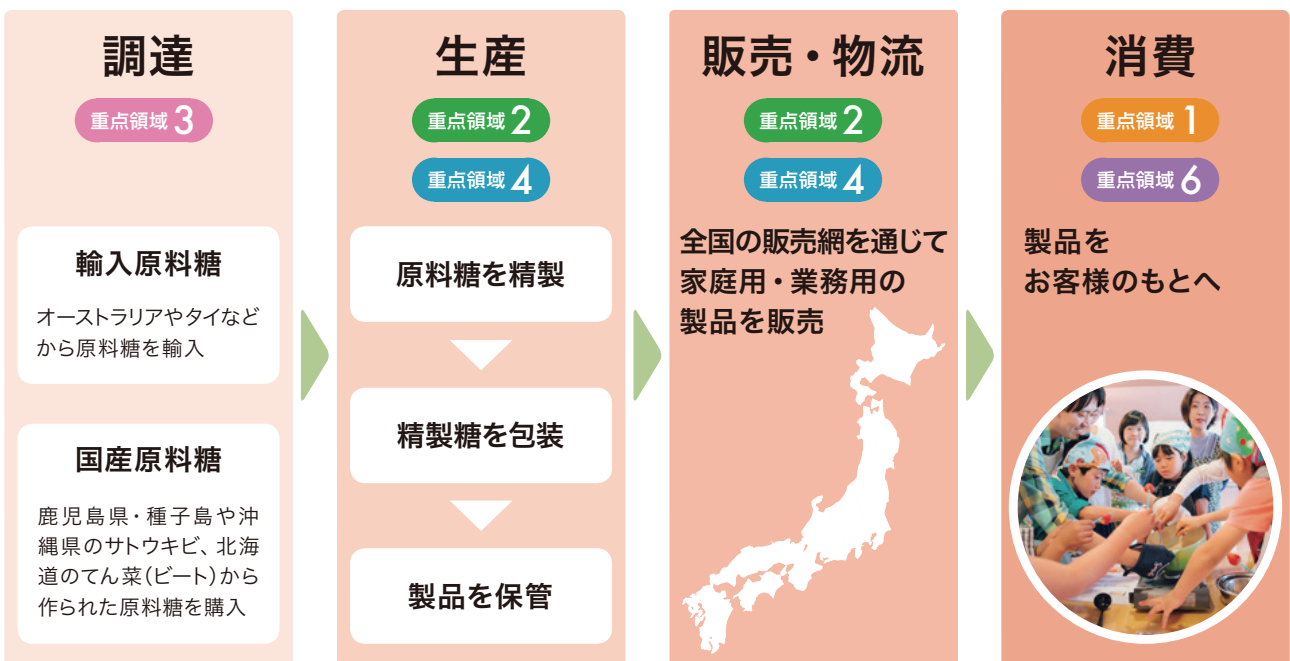 調達
重点領域 3
輸入原料糖
オーストラリアやタイなど
から原料糖を輸入
国産原料糖
鹿児島県・種子島や沖
縄県のサトウキビ、北海
道のてん菜(ビート)から
作られた原料糖を購入
生産
重点領域 2
重点領域 4
原料糖を精製
精製糖を包装
製品を保管
販売・物流
重点領域 2
重点領域 4
全国の販売網を通じて
家庭用・業務用の
製品を販売
消費
重点領域 1
重点領域 6
製品を
お客様のもとへ